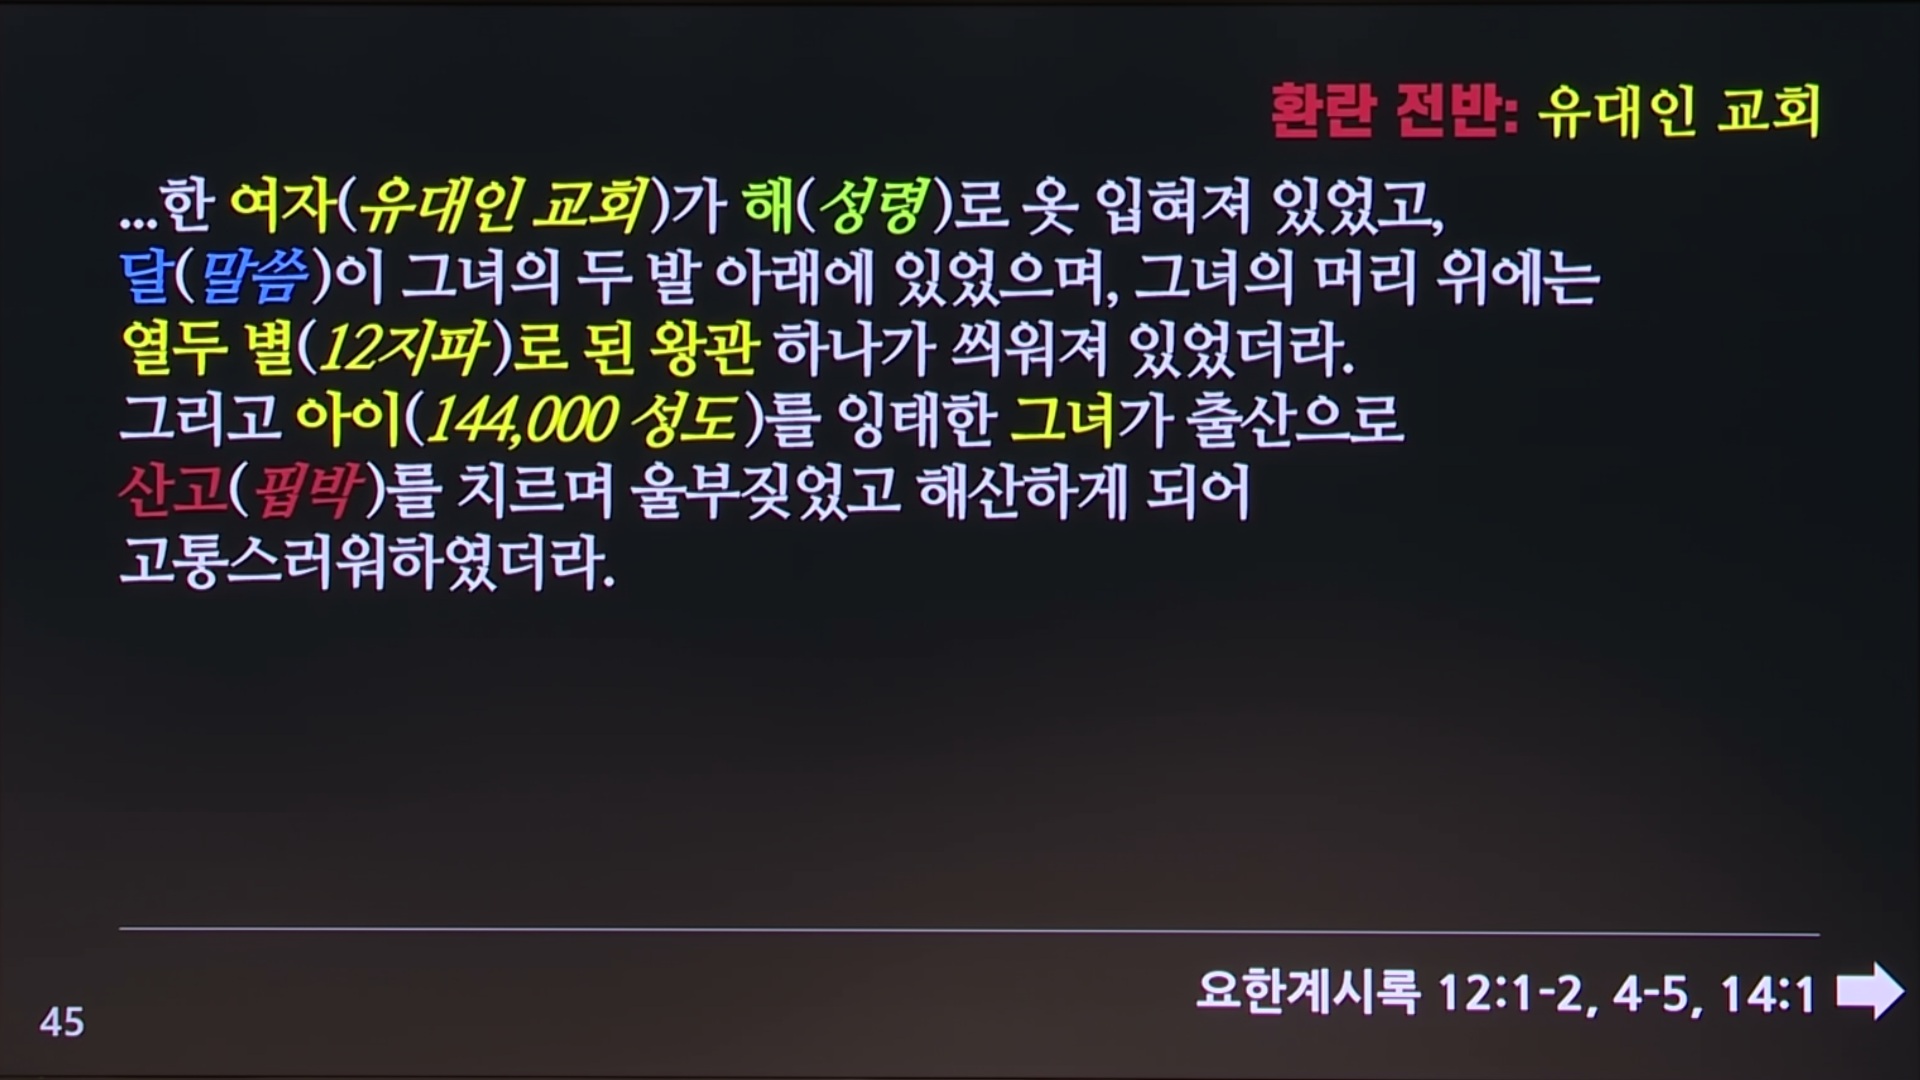 환란 전반: 유대인 교회
...한 여자(유대인 교회)가 해(성령)로 옷 입혀져 있었고,
달(말씀)이 그녀의 두 발 아래에 있었으며, 그녀의 머리 위에는
열두 별(12지파)로 된 왕관 하나가 씌워져 있었더라.
그리고 아이(144,000 성도)를 잉태한 그녀가 출산으로
산고(핍박)를 치르며 울부짖었고 해산하게 되어
고통스러워하였더라.
요한계시록 12:1-2, 4-5, 14:1
45